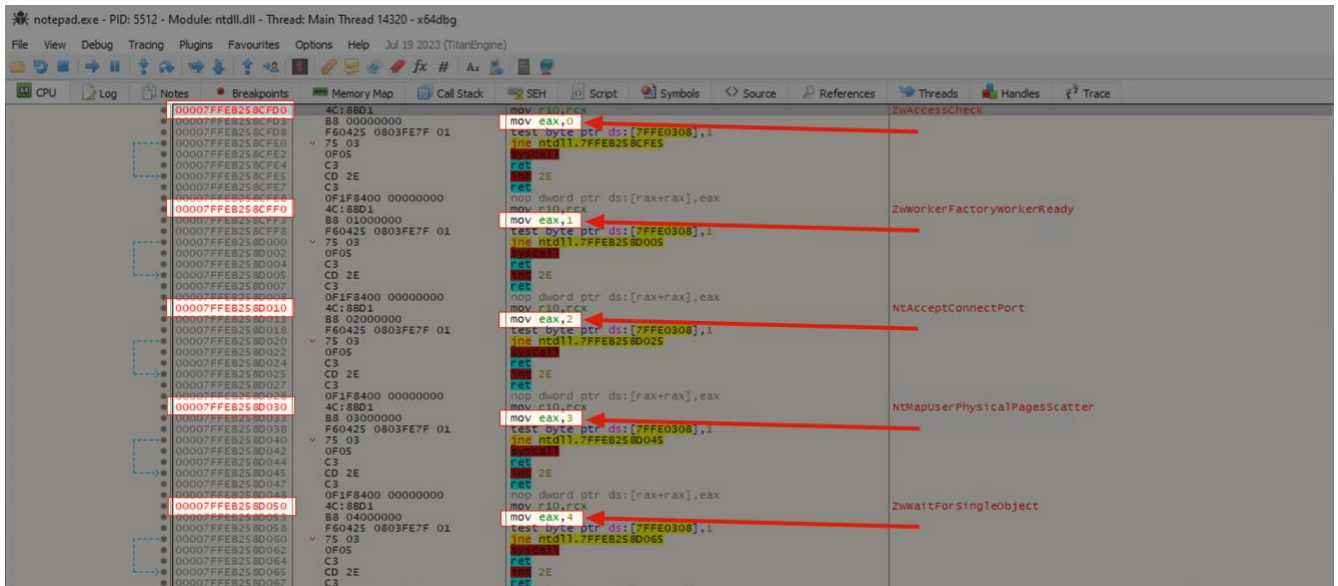 notepad.exe - PID: 5512 - Module: ntdll.dll - Thread: Main Thread 14320 - x64dbg
File View Debug Tracing Plugins Favourites Options Help Jul 19 2023 (TitanEngine)
CPU Log Notes Breakpoints Memory Map Call Stack SEH Script Symbols Source References Threads Handles Trace
00007FFEB258CFD0 4C:8BD1 mov r10,rcx ZwAccessCheck
00007FFEB258CFD3 B8 00000000 mov eax,0
00007FFEB258CFD8 F60425 0803FE7F 01 test byte ptr ds:[7FFE0308],1
00007FFEB258CFE0 75 03 jne ntdll.7FFEB258CFE5
00007FFEB258CFE2 0F05 syscall
00007FFEB258CFE4 C3 ret
00007FFEB258CFE5 CD 2E int 2E
00007FFEB258CFE7 C3 ret
00007FFEB258CFE8 0F1F8400 00000000 nop dword ptr ds:[rax+rax],eax
00007FFEB258CFF0 4C:8BD1 mov r10,rcx ZwWorkerFactoryWorkerReady
00007FFEB258CFF3 B8 01000000 mov eax,1
00007FFEB258CFF8 F60425 0803FE7F 01 test byte ptr ds:[7FFE0308],1
00007FFEB258D000 75 03 jne ntdll.7FFEB258D005
00007FFEB258D002 0F05 syscall
00007FFEB258D004 C3 ret
00007FFEB258D005 CD 2E int 2E
00007FFEB258D007 C3 ret
00007FFEB258D008 0F1F8400 00000000 nop dword ptr ds:[rax+rax],eax
00007FFEB258D010 4C:8BD1 mov r10,rcx NtAcceptConnectPort
00007FFEB258D013 B8 02000000 mov eax,2
00007FFEB258D018 F60425 0803FE7F 01 test byte ptr ds:[7FFE0308],1
00007FFEB258D020 75 03 jne ntdll.7FFEB258D025
00007FFEB258D022 0F05 syscall
00007FFEB258D024 C3 ret
00007FFEB258D025 CD 2E int 2E
00007FFEB258D027 C3 ret
00007FFEB258D028 0F1F8400 00000000 nop dword ptr ds:[rax+rax],eax
00007FFEB258D030 4C:8BD1 mov r10,rcx NtMapUserPhysicalPagesScatter
00007FFEB258D033 B8 03000000 mov eax,3
00007FFEB258D038 F60425 0803FE7F 01 test byte ptr ds:[7FFE0308],1
00007FFEB258D040 75 03 jne ntdll.7FFEB258D045
00007FFEB258D042 0F05 syscall
00007FFEB258D044 C3 ret
00007FFEB258D045 CD 2E int 2E
00007FFEB258D047 C3 ret
00007FFEB258D048 0F1F8400 00000000 nop dword ptr ds:[rax+rax],eax
00007FFEB258D050 4C:8BD1 mov r10,rcx ZwWaitForSingleObject
00007FFEB258D053 B8 04000000 mov eax,4
00007FFEB258D058 F60425 0803FE7F 01 test byte ptr ds:[7FFE0308],1
00007FFEB258D060 75 03 jne ntdll.7FFEB258D065
00007FFEB258D062 0F05 syscall
00007FFEB258D064 C3 ret
00007FFEB258D065 CD 2E int 2E
00007FFEB258D067 C3 ret